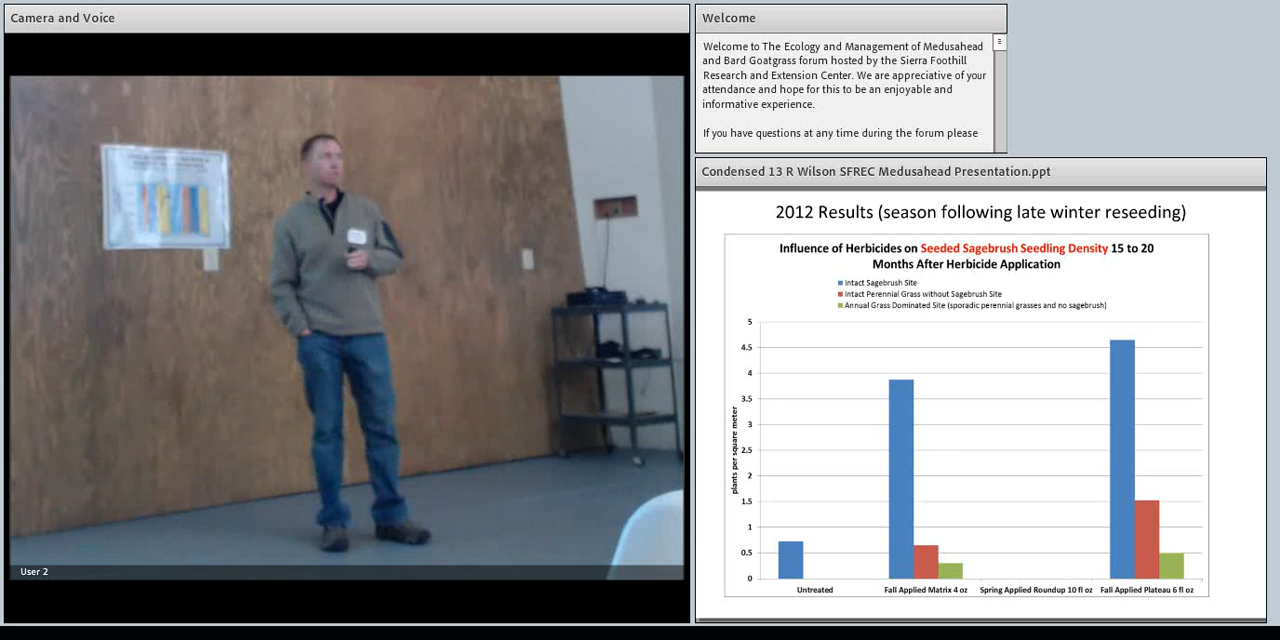 Camera and Voice
User 2
Welcome
Welcome to The Ecology and Management of Medusahead
and Bard Goatgrass forum hosted by the Sierra Foothill
Research and Extension Center. We are appreciative of your
attendance and hope for this to be an enjoyable and
informative experience.
If you have questions at any time during the forum please
Condensed 13 R Wilson SFREC Medusahead Presentation.ppt
2012 Results (season following late winter reseeding)
Influence of Herbicides on Seeded Sagebrush Seedling Density 15 to 20
Months After Herbicide Application
Intact Sagebrush Site
Intact Perennial Grass without Sagebrush Site
Annual Grass Dominated Site (sporadic perennial grasses and no sagebrush)
plants per square meter
5
4.5
4
3.5
3
2.5
2
1.5
1
0.5
0
Untreated
Fall Applied Matrix 4 oz
Spring Applied Roundup 10 fl oz
Fall Applied Plateau 6 fl oz